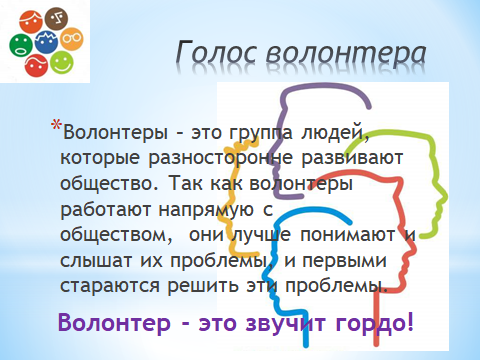 Голос волонтера
*Волонтеры – это группа людей,
которые разносторонне развивают
общество. Так как волонтеры
работают напрямую с
обществом, они лучше понимают и
слышат их проблемы, и первыми
стараются решить эти проблемы.
Волонтер - это звучит гордо!